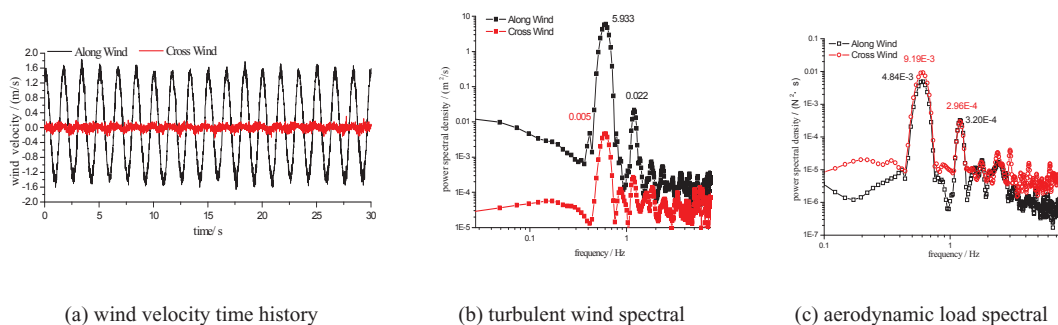 Along Wind
Cross Wind
wind velocity/ (m/s)
2.0
1.6
1.2
0.8
0.4
-0.0
-0.4
-0.8
-1.2
-1.6
-2.0
0
5
10
15
20
25
30
time/ s
(a) wind velocity time history
Along Wind
Cross Wind
5.933
0.022
0.005
power spectral density / (m²/s)
10
1
0.1
0.01
1E-3
1E-4
1E-5
0.1
1
frequency / Hz
(b) turbulent wind spectral
Along Wind
Cross Wind
9.19E-3
4.84E-3
2.96E-4
3.20E-4
power spectral density / (N²· s)
0.1
0.01
1E-3
1E-4
1E-5
1E-6
1E-7
0.1
1
frequency / Hz
(c) aerodynamic load spectral